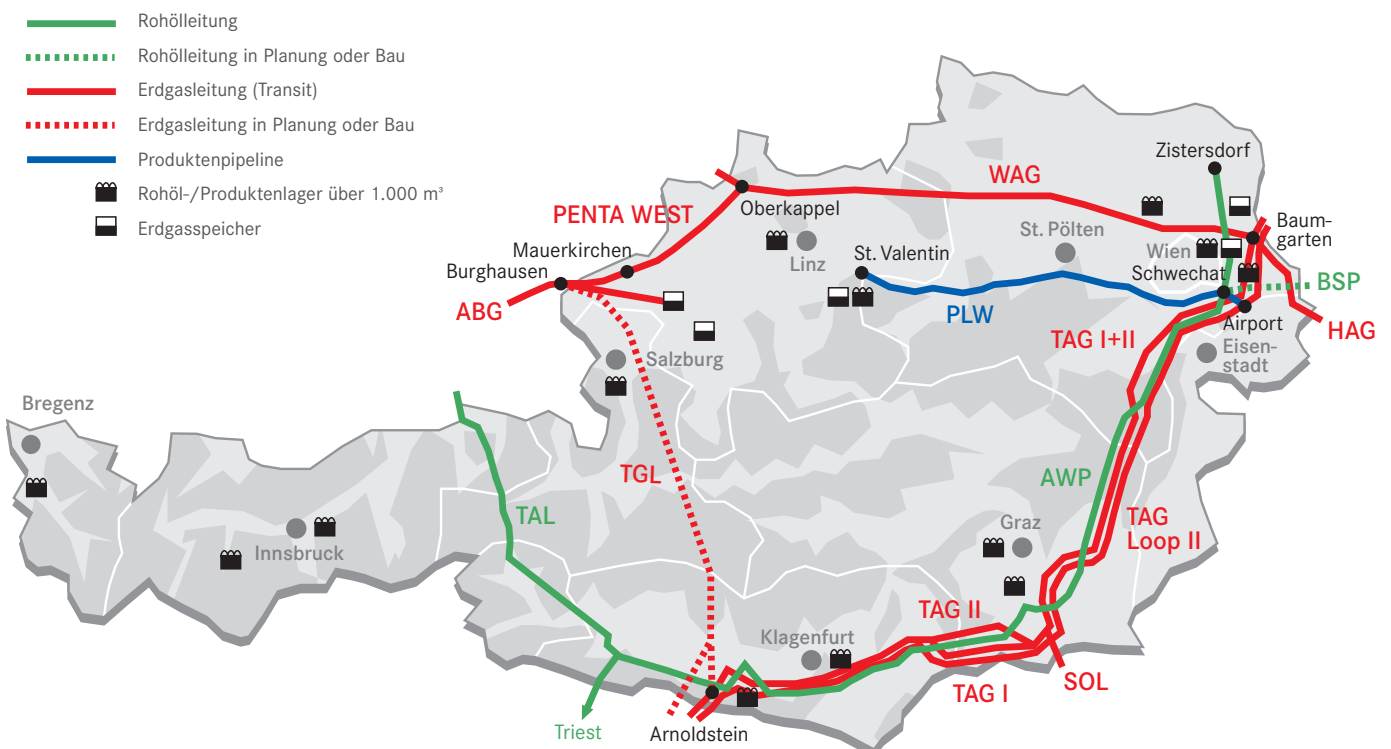 Rohölleitung
Rohölleitung in Planung oder Bau
Erdgasleitung (Transit)
Erdgasleitung in Planung oder Bau
Produktenpipeline
Rohöl-/Produktenlager über 1.000 m³
Erdgasspeicher
Zistersdorf
WAG
PENTA WEST
Oberkappel
Baum-
garten
Mauerkirchen
St. Pölten
Linz
St. Valentin
Wien
Burghausen
Schwechat
BSP
ABG
PLW
Airport
HAG
TAG I+II
Eisen-
stadt
Salzburg
Bregenz
TGL
AWP
TAL
TAG
Loop II
Graz
Innsbruck
TAG II
Klagenfurt
SOL
TAG I
Triest
Arnoldstein